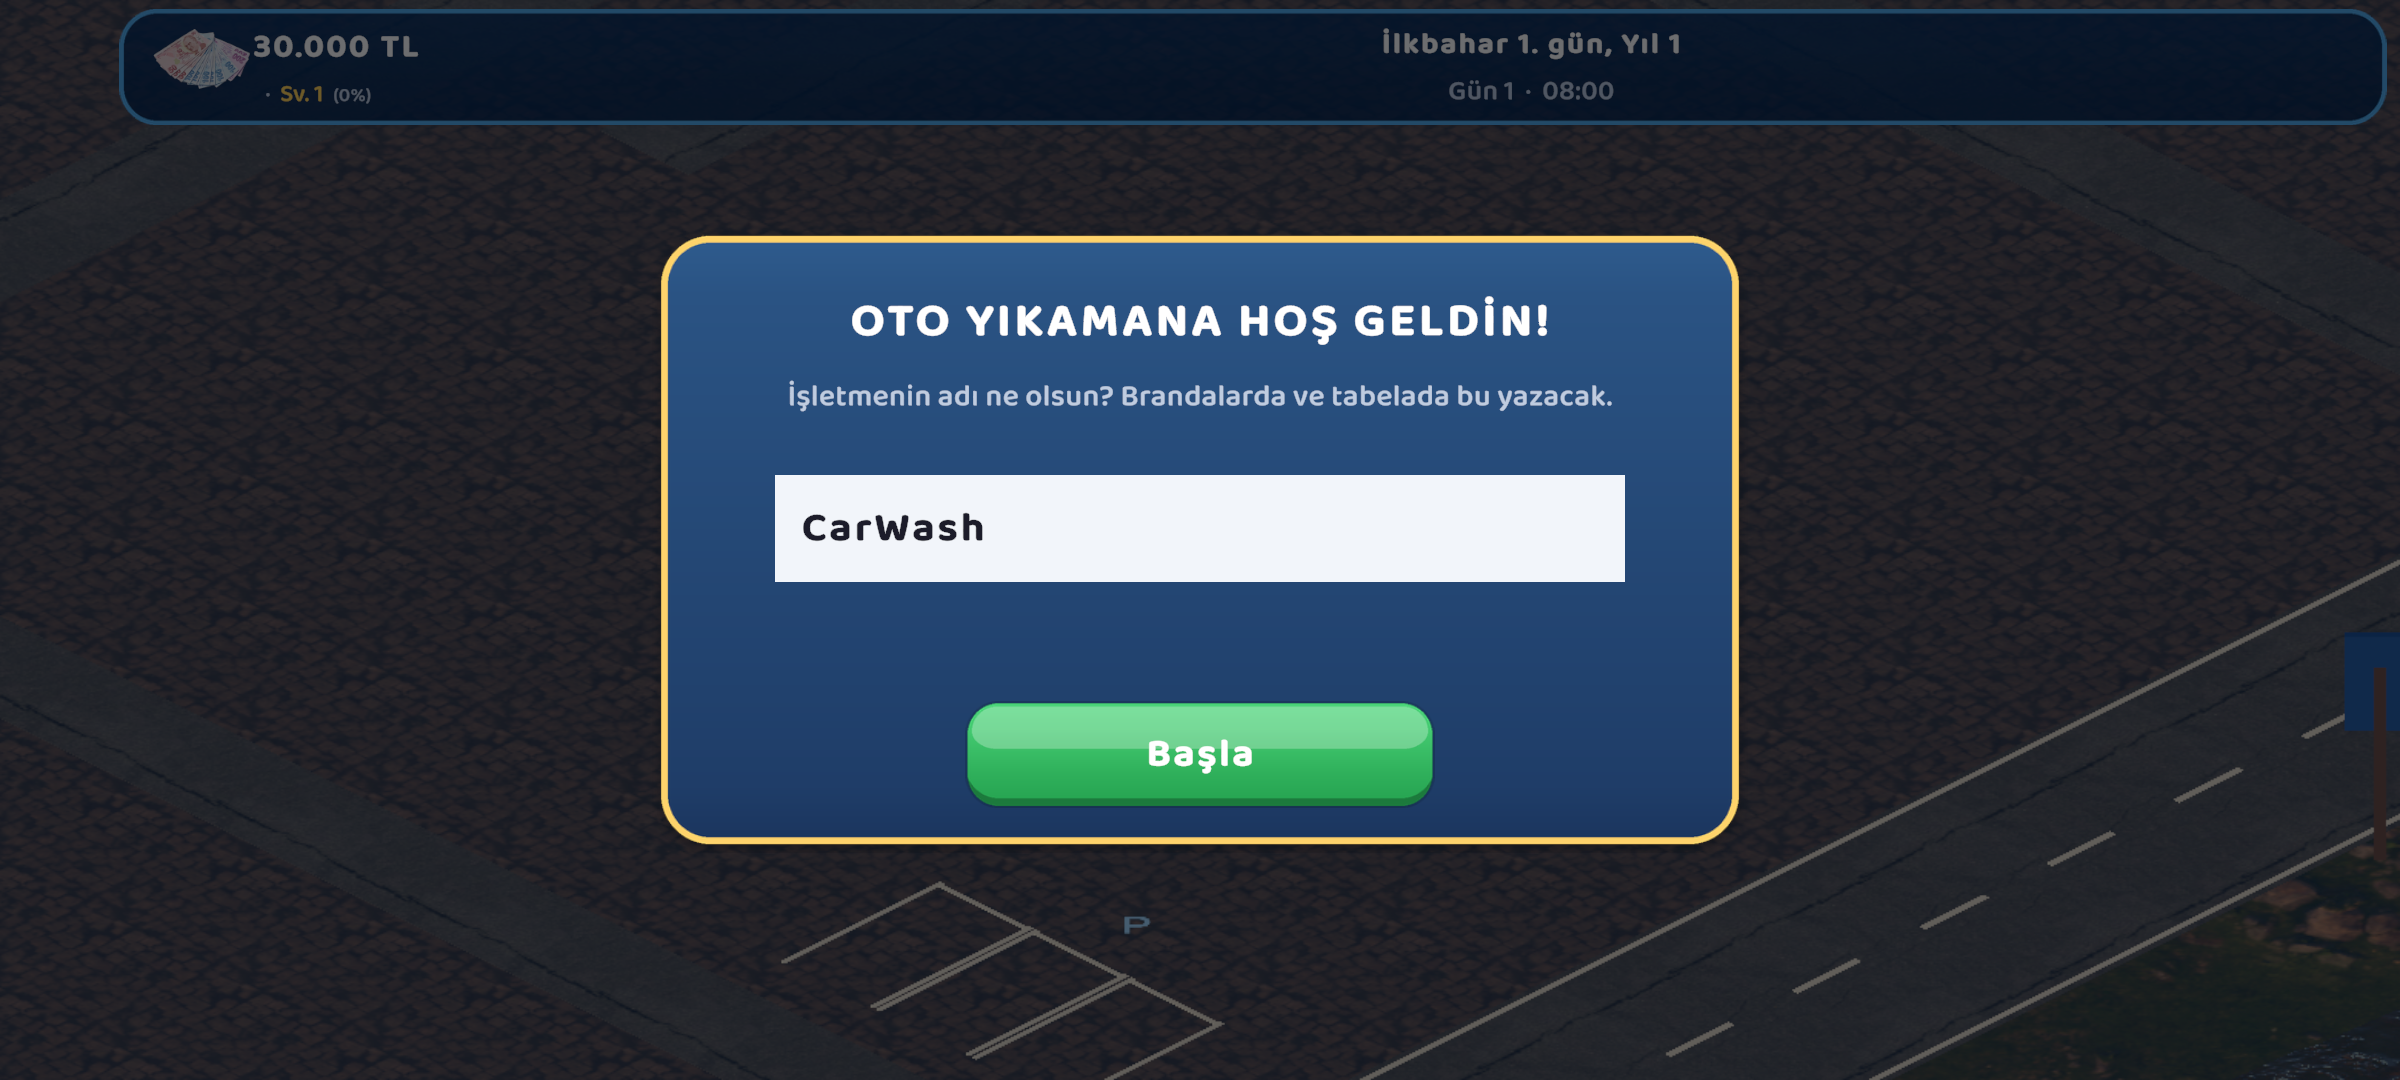 30.000 TL
· Sv. 1 (0%)
İlkbahar 1. gün, Yıl 1
Gün 1 · 08:00
OTO YIKAMANA HOŞ GELDİN!
İşletmenin adı ne olsun? Brandalarda ve tabelada bu yazacak.
CarWash
Başla
P